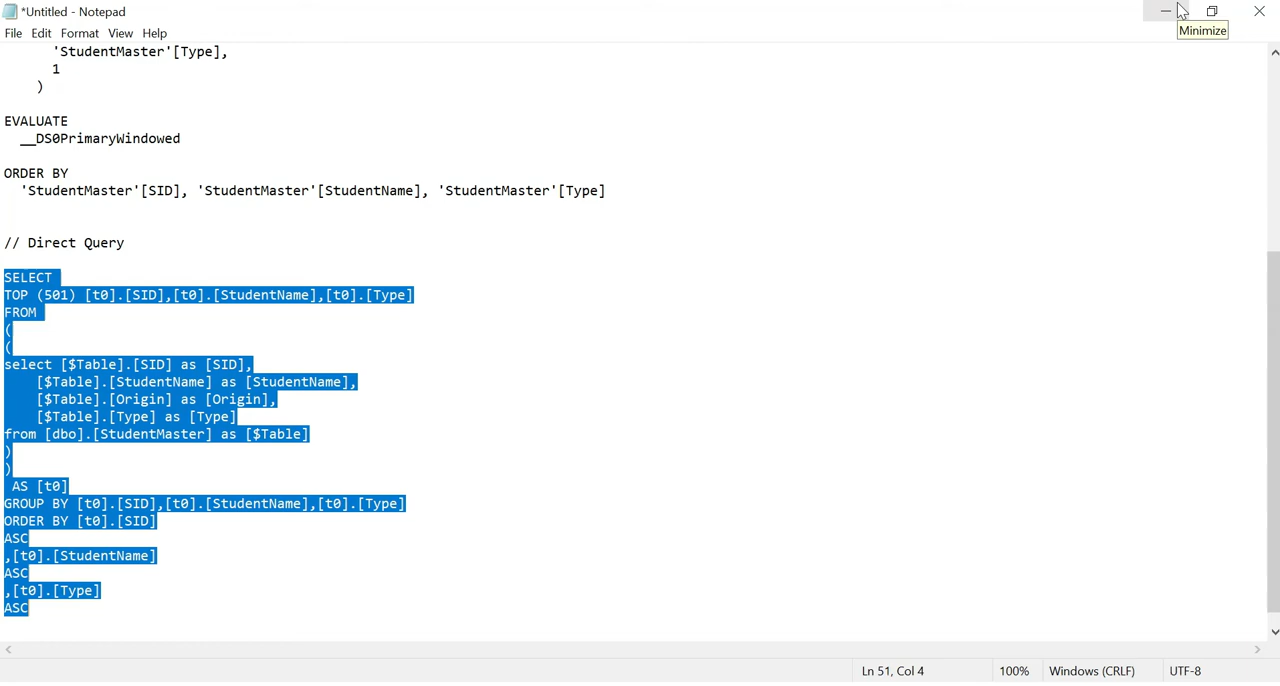 *Untitled - Notepad
File Edit Format View Help
Minimize
'StudentMaster'[Type],
1
)
EVALUATE
__DS0PrimaryWindowed
ORDER BY
'StudentMaster'[SID], 'StudentMaster'[StudentName], 'StudentMaster'[Type]
// Direct Query
SELECT
TOP (501) [t0].[SID],[t0].[StudentName],[t0].[Type]
FROM
(
(
select [$Table].[SID] as [SID],
[$Table].[StudentName] as [StudentName],
[$Table].[Origin] as [Origin],
[$Table].[Type] as [Type]
from [dbo].[StudentMaster] as [$Table]
)
)
AS [t0]
GROUP BY [t0].[SID],[t0].[StudentName],[t0].[Type]
ORDER BY [t0].[SID]
ASC
,[t0].[StudentName]
ASC
,[t0].[Type]
ASC
Ln 51, Col 4 100% Windows (CRLF) UTF-8